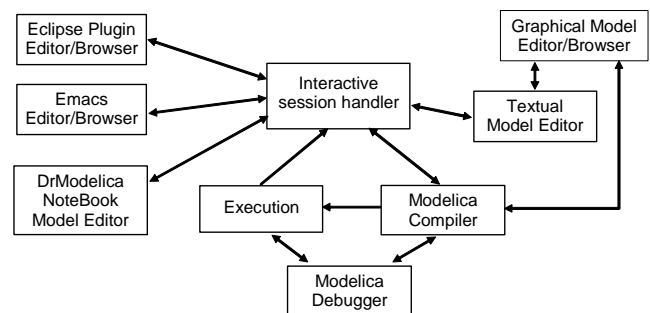 Eclipse Plugin
Editor/Browser
Graphical Model
Editor/Browser
Interactive
session handler
Emacs
Editor/Browser
Textual
Model Editor
DrModelica
NoteBook
Model Editor
Execution
Modelica
Compiler
Modelica
Debugger